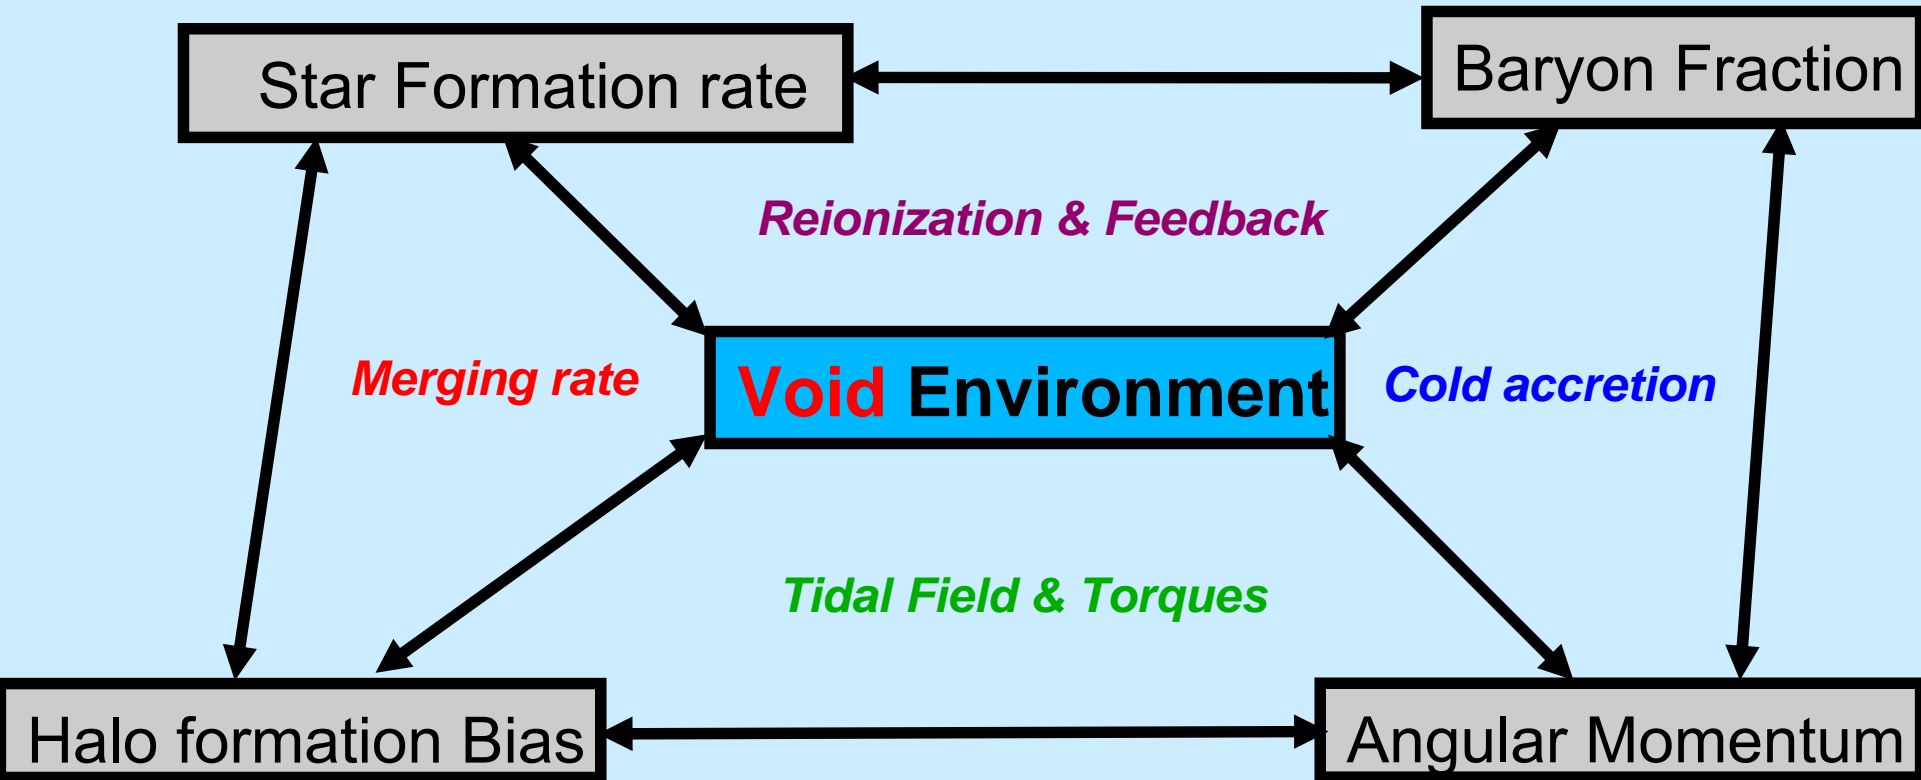 Star Formation rate
Baryon Fraction
Reionization & Feedback
Merging rate
Void Environment
Cold accretion
Tidal Field & Torques
Halo formation Bias
Angular Momentum